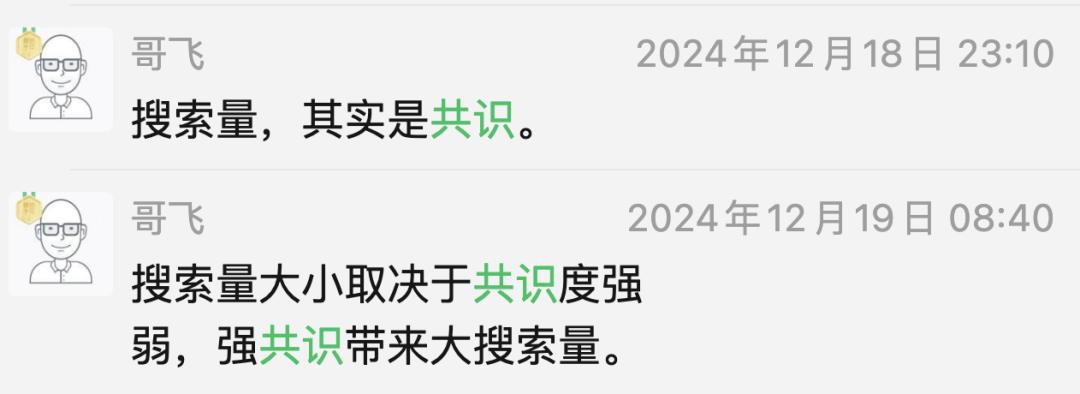 哥飞
2024年12月18日 23:10
搜索量，其实是共识。
哥飞
2024年12月19日 08:40
搜索量大小取决于共识度强
弱，强共识带来大搜索量。